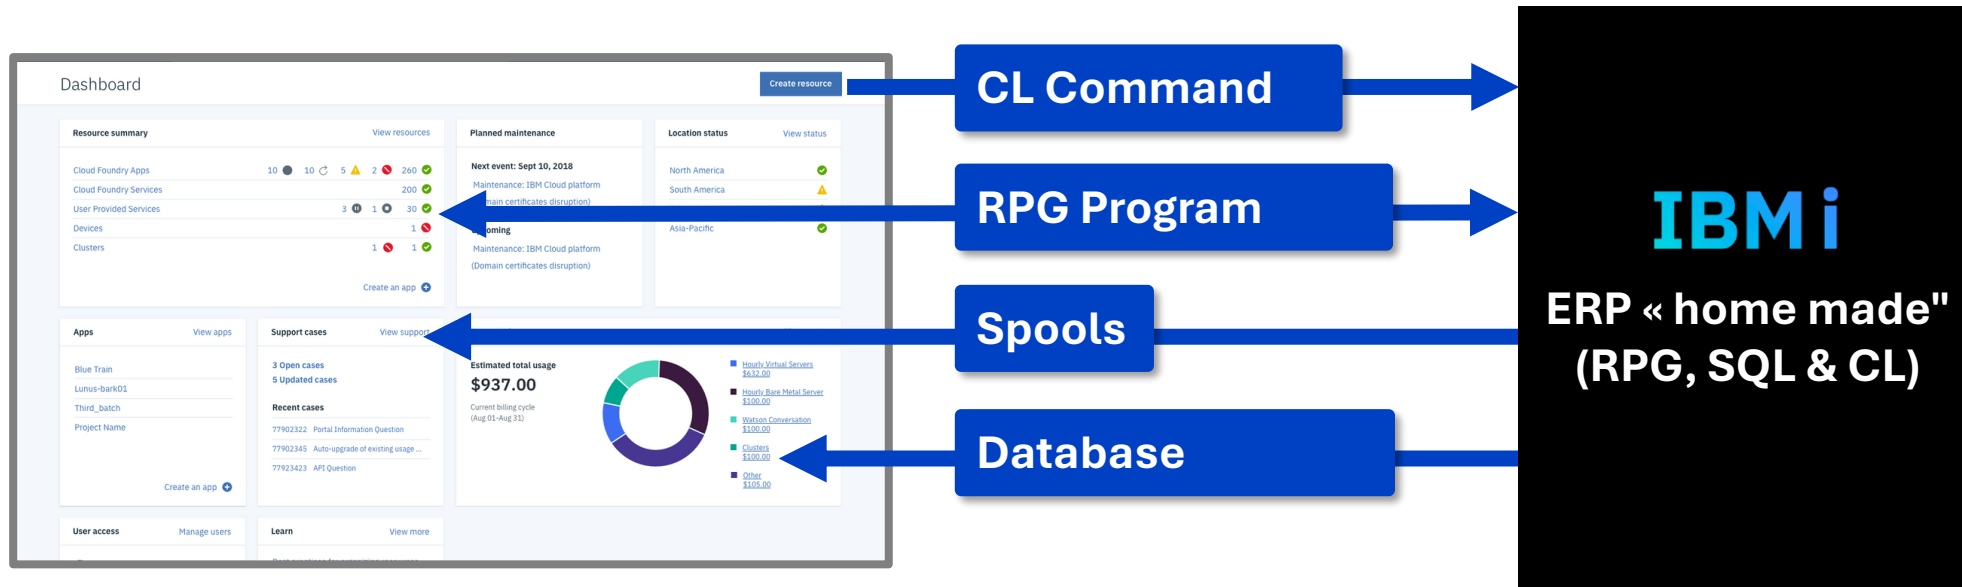 Dashboard
Create resource
Resource summary
View resources
Cloud Foundry Apps
10 10 5 2 260
Cloud Foundry Services
200
User Provided Services
3 1 30
Devices
1
Clusters
1 1
Create an app
Planned maintenance
Next event: Sept 10, 2018
Maintenance: IBM Cloud platform
main certificates disruption)
oming
Maintenance: IBM Cloud platform
(Domain certificates disruption)
Location status
View status
North America
South America
Asia-Pacific
Apps
View apps
Blue Train
Lunus-bark01
Third_batch
Project Name
Create an app
Support cases
View support
3 Open cases
5 Updated cases
Recent cases
77902322 Portal Information Question
77902345 Auto-upgrade of existing usage ...
77923423 API Question
Estimated total usage
$937.00
Current billing cycle
(Aug 01-Aug 31)
Hourly Virtual Servers
$632.00
Hourly Bare Metal Server
$100.00
Watson Conversation
$100.00
Clusters
$100.00
Other
$105.00
User access
Manage users
Learn
View more
CL Command
RPG Program
Spools
Database
IBM i
ERP « home made"
(RPG, SQL & CL)